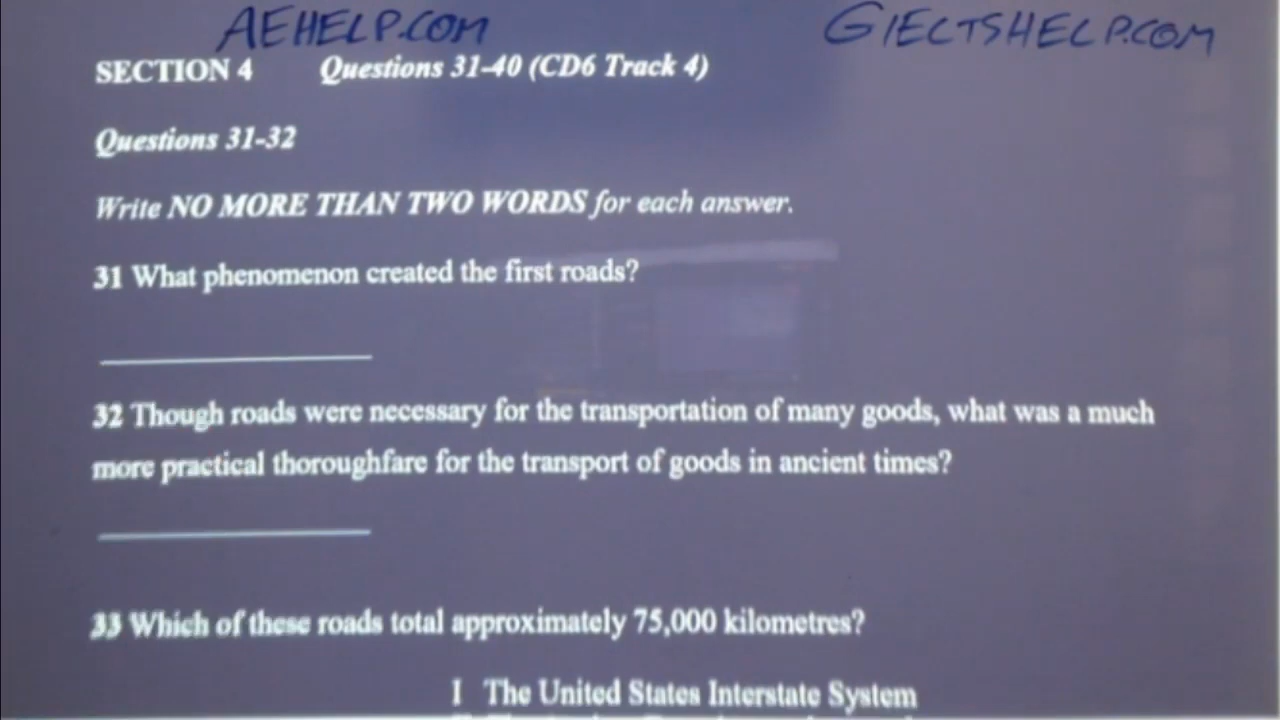 AEHELP.COM GIELTSHELP.COM
SECTION 4 Questions 31-40 (CD6 Track 4)
Questions 31-32
Write NO MORE THAN TWO WORDS for each answer.
31 What phenomenon created the first roads?
32 Though roads were necessary for the transportation of many goods, what was a much
more practical thoroughfare for the transport of goods in ancient times?
33 Which of these roads total approximately 75,000 kilometres?
I The United States Interstate System